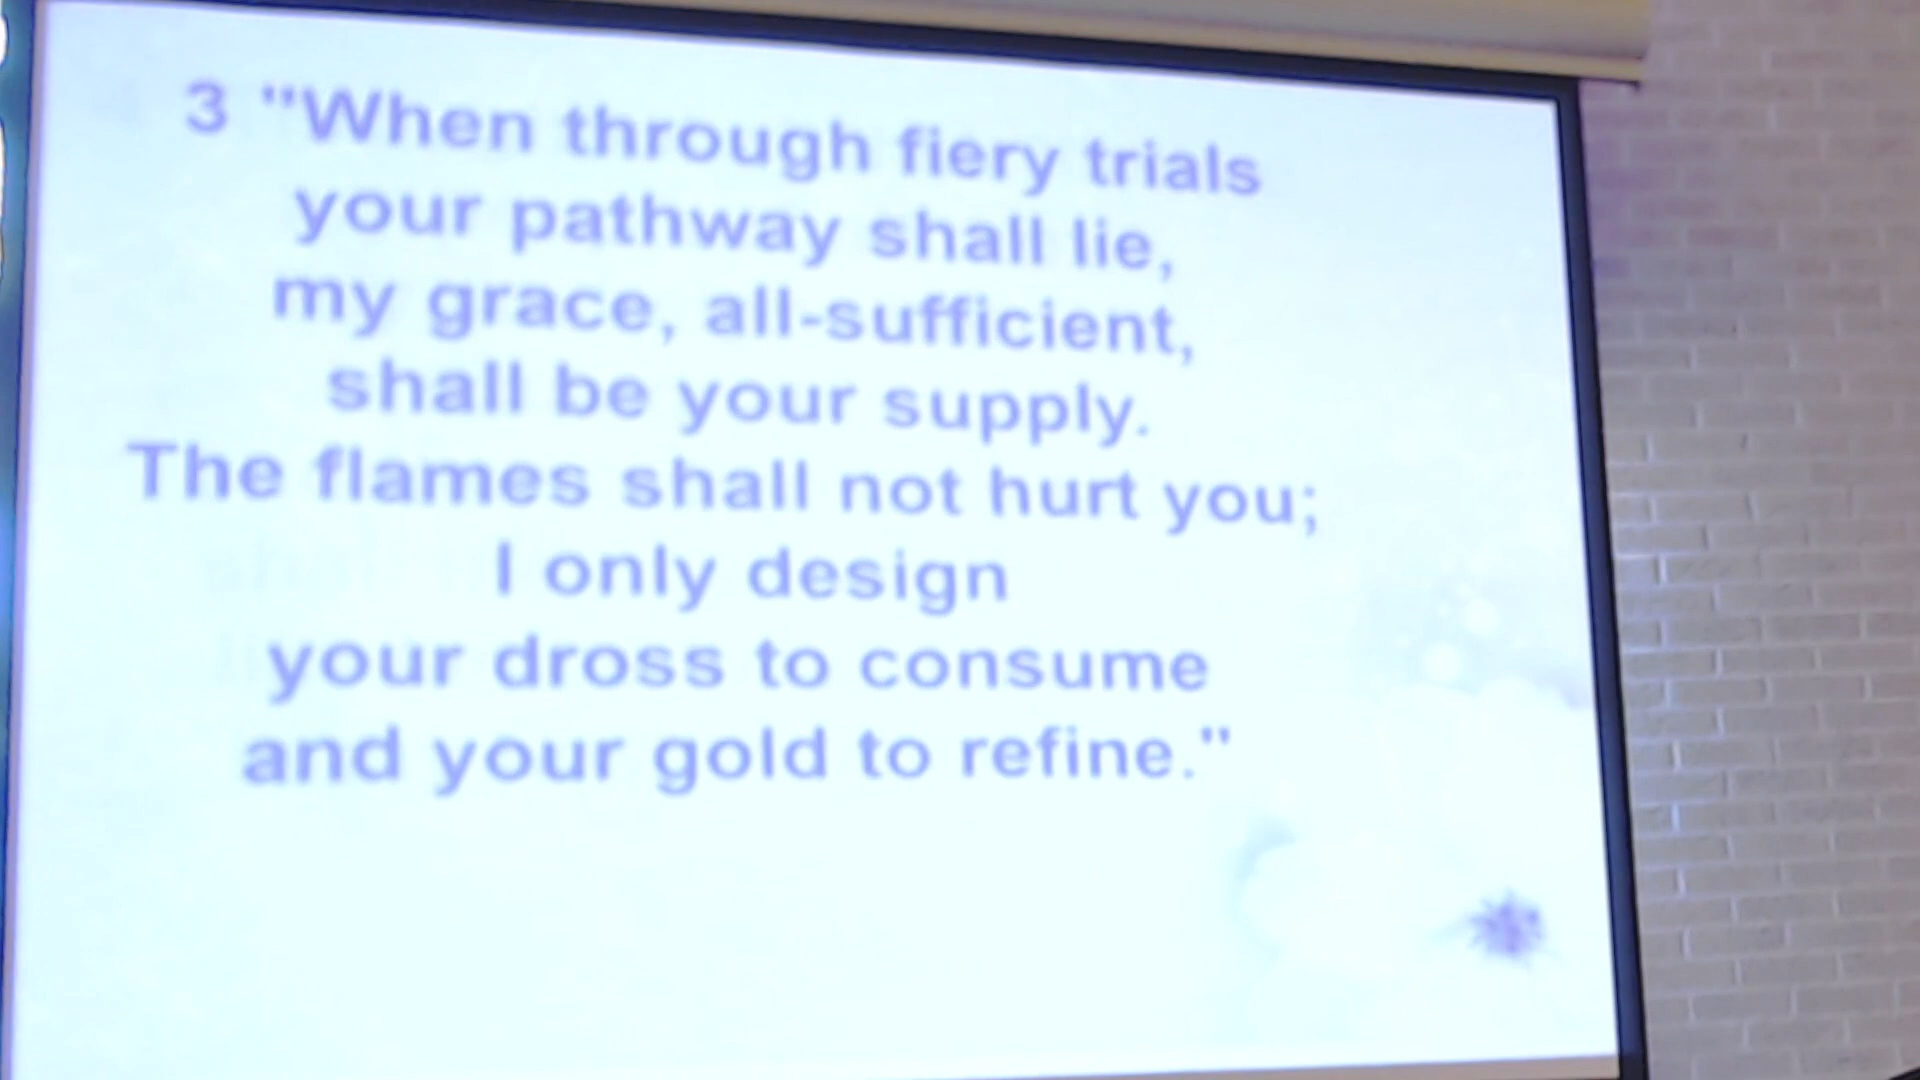 3 "When through fiery trials
your pathway shall lie,
my grace, all-sufficient,
shall be your supply.
The flames shall not hurt you;
I only design
your dross to consume
and your gold to refine."